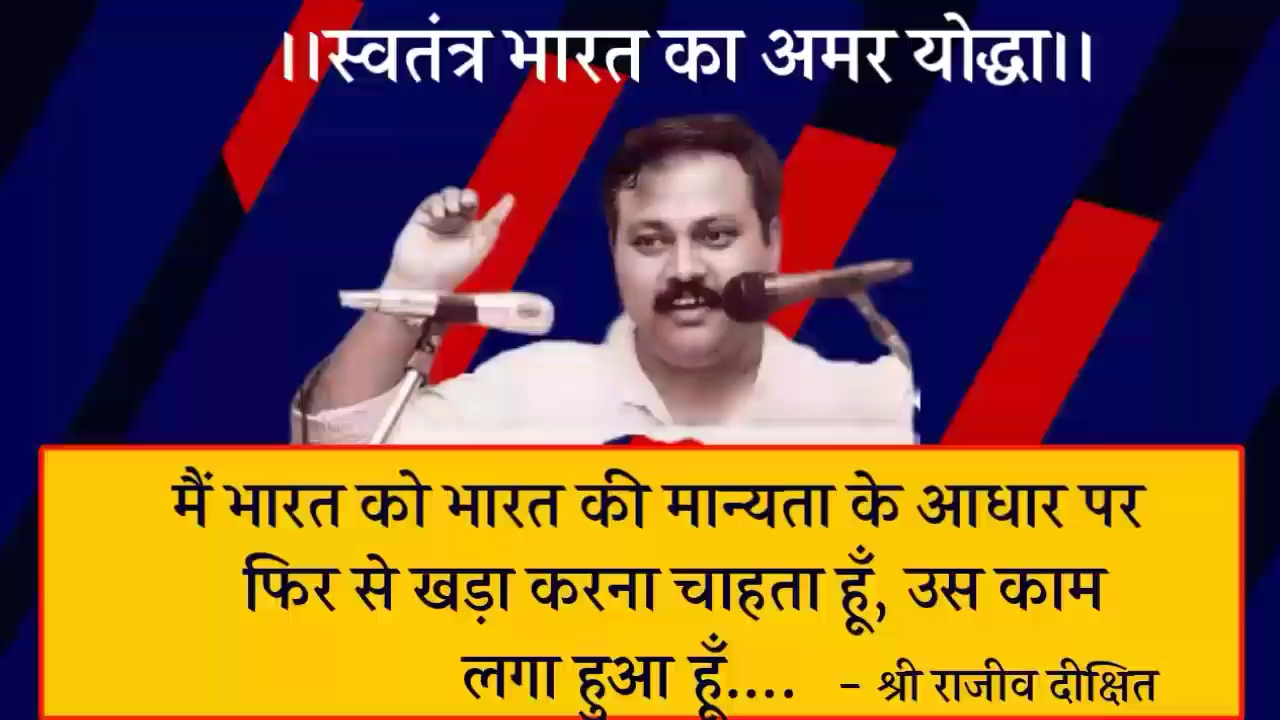 ।।स्वतंत्र भारत का अमर योद्धा।।
मैं भारत को भारत की मान्यता के आधार पर
फिर से खड़ा करना चाहता हूँ, उस काम
लगा हुआ हूँ.... - श्री राजीव दीक्षित